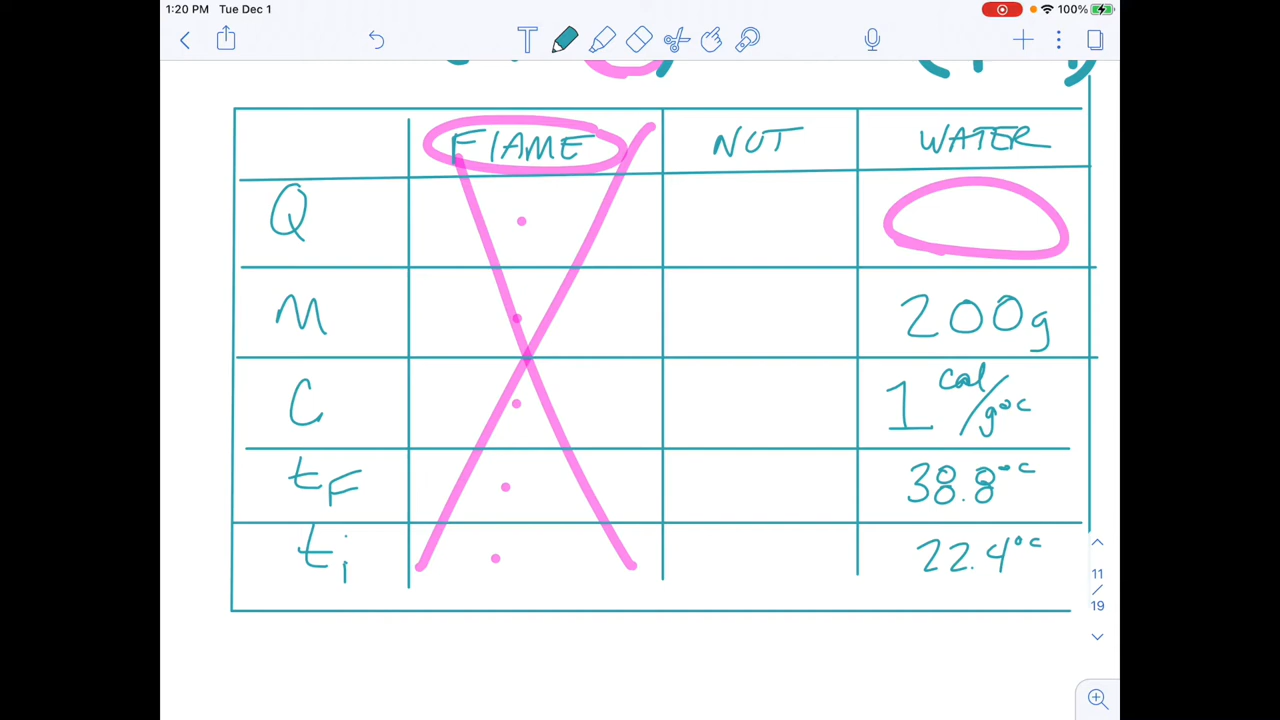 1:20 PM Tue Dec 1 100%
FLAME NUT WATER
Q
M 200g
C 1 cal/g°C
tF 38.8°C
ti 22.4°C
11
/
19